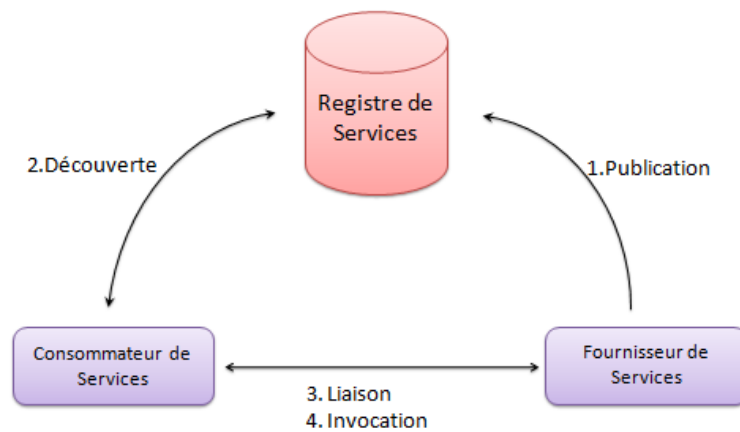 Registre de
Services
2.Découverte
1.Publication
Consommateur de
Services
Fournisseur de
Services
3. Liaison
4. Invocation